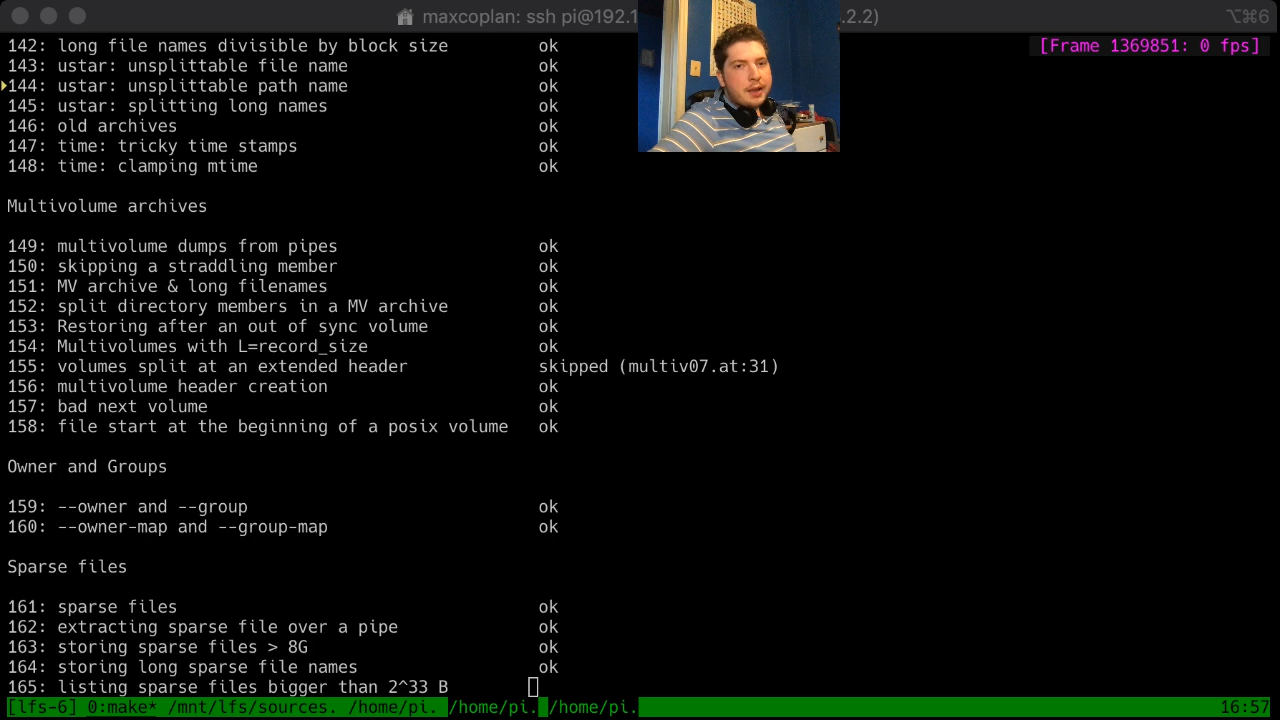 maxcoplan: ssh pi@192.1 .2.2) ⌥⌘6
142: long file names divisible by block size ok [Frame 1369851: 0 fps]
143: ustar: unsplittable file name ok
144: ustar: unsplittable path name ok
145: ustar: splitting long names ok
146: old archives ok
147: time: tricky time stamps ok
148: time: clamping mtime ok
Multivolume archives
149: multivolume dumps from pipes ok
150: skipping a straddling member ok
151: MV archive & long filenames ok
152: split directory members in a MV archive ok
153: Restoring after an out of sync volume ok
154: Multivolumes with L=record_size ok
155: volumes split at an extended header skipped (multiv07.at:31)
156: multivolume header creation ok
157: bad next volume ok
158: file start at the beginning of a posix volume ok
Owner and Groups
159: --owner and --group ok
160: --owner-map and --group-map ok
Sparse files
161: sparse files ok
162: extracting sparse file over a pipe ok
163: storing sparse files > 8G ok
164: storing long sparse file names ok
165: listing sparse files bigger than 2^33 B
[lfs-6] 0:make* /mnt/lfs/sources. /home/pi. /home/pi. /home/pi. 16:57